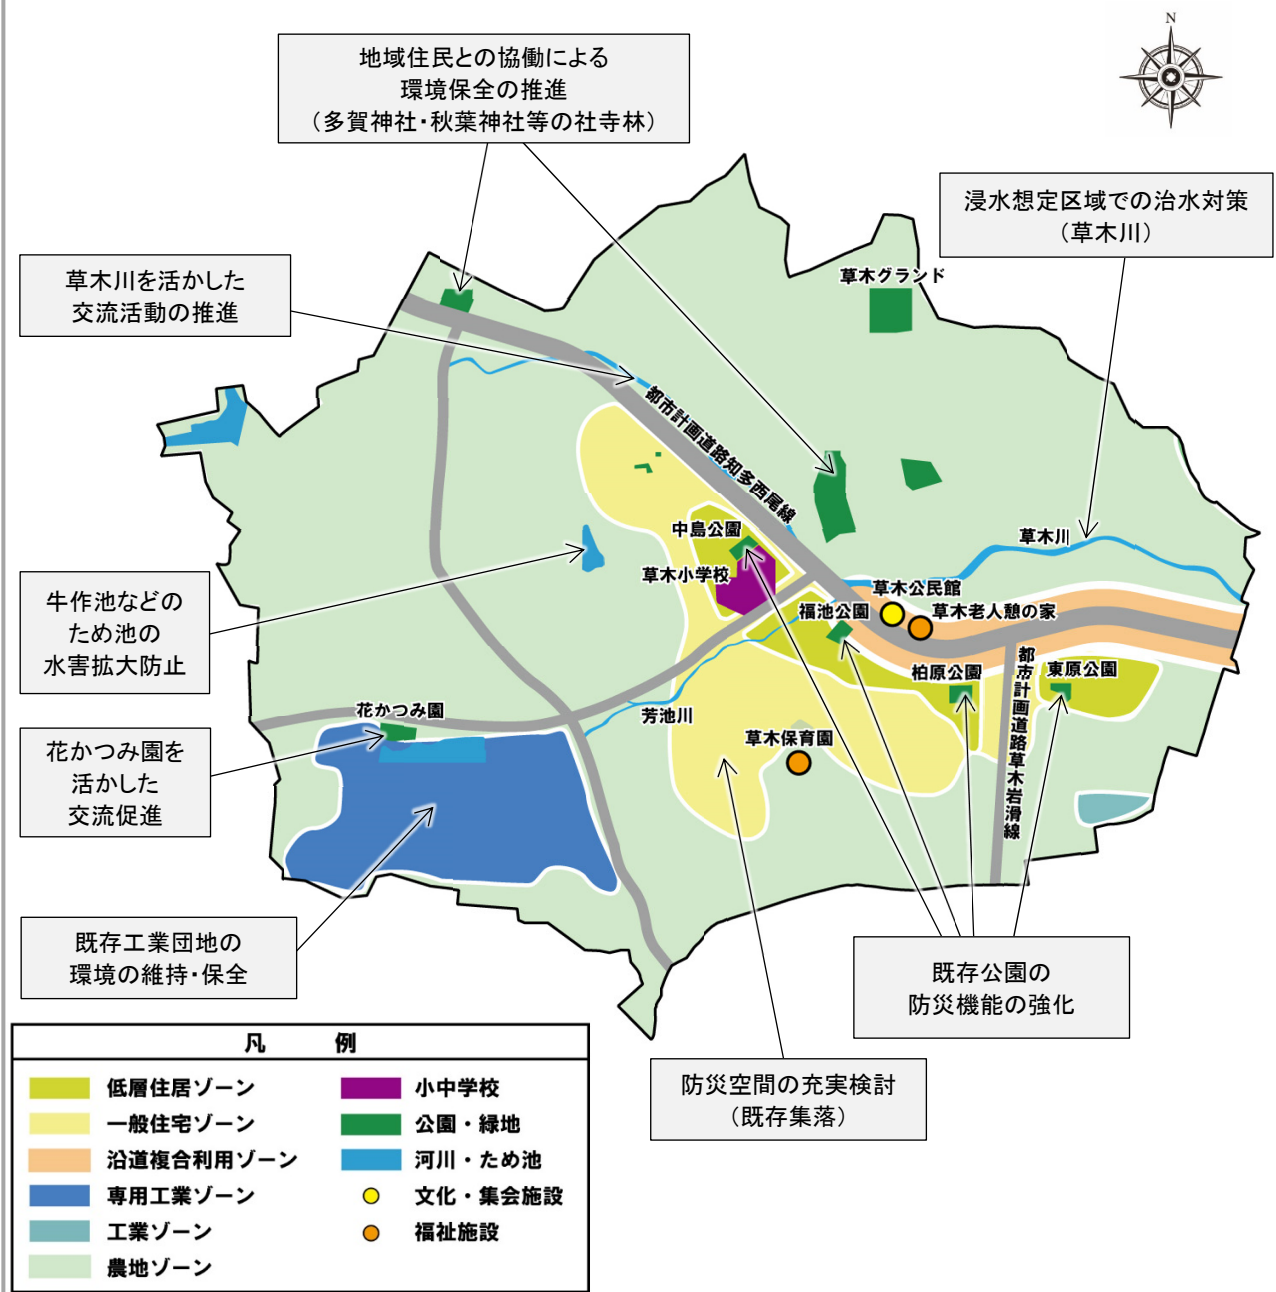 N
地域住民との協働による
環境保全の推進
（多賀神社・秋葉神社等の社寺林）
浸水想定区域での治水対策
（草木川）
草木川を活かした
交流活動の推進
草木グランド
都市計画道路知多西尾線
中島公園
草木小学校
草木川
草木公民館
草木老人憩の家
福池公園
柏原公園
東原公園
都市計画道路草木岩滑線
牛作池などの
ため池の
水害拡大防止
花かつみ園
芳池川
草木保育園
花かつみ園を
活かした
交流促進
既存工業団地の
環境の維持・保全
既存公園の
防災機能の強化
防災空間の充実検討
（既存集落）
凡　例
低層住居ゾーン
一般住宅ゾーン
沿道複合利用ゾーン
専用工業ゾーン
工業ゾーン
農地ゾーン
小中学校
公園・緑地
河川・ため池
文化・集会施設
福祉施設